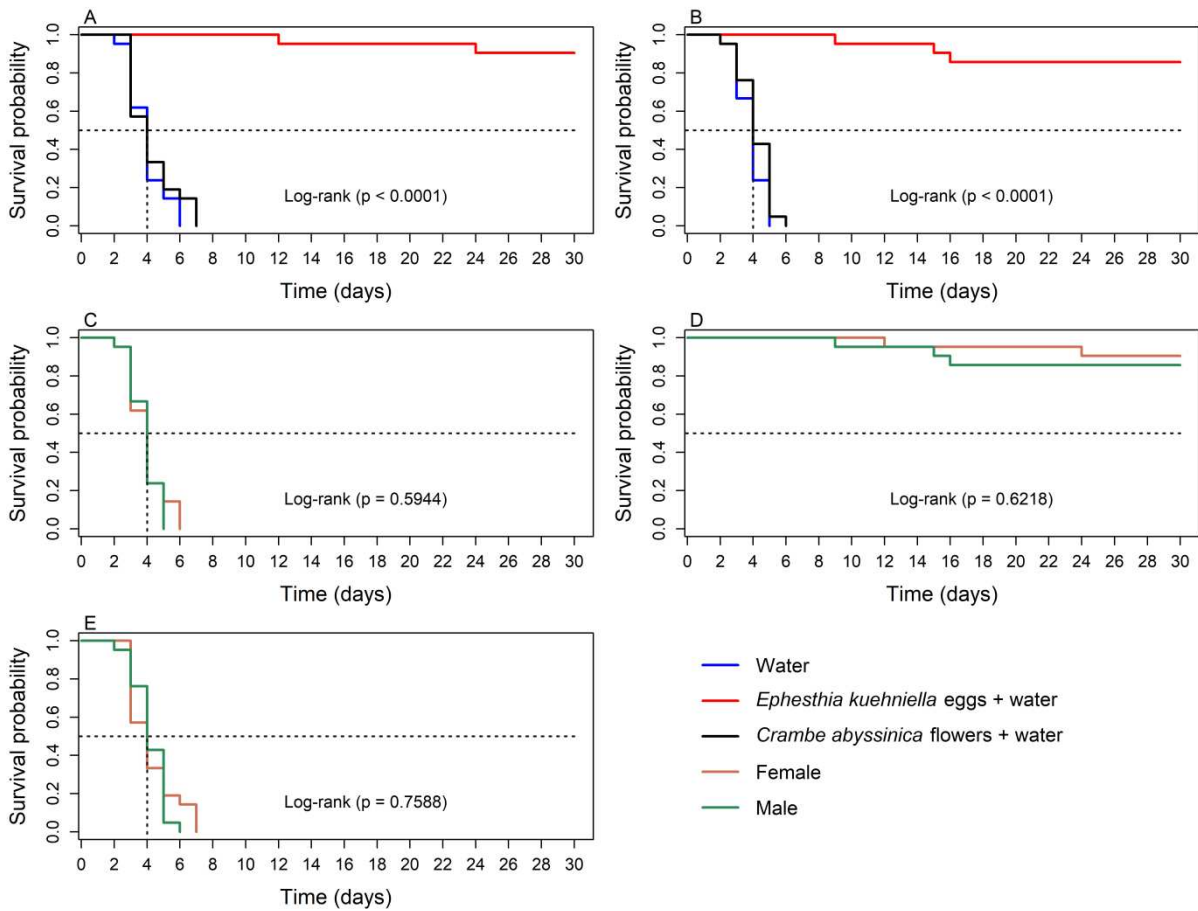 A
Survival probability
0.0 0.2 0.4 0.6 0.8 1.0
Log-rank (p < 0.0001)
0 2 4 6 8 10 12 14 16 18 20 22 24 26 28 30
Time (days)
B
Survival probability
0.0 0.2 0.4 0.6 0.8 1.0
Log-rank (p < 0.0001)
0 2 4 6 8 10 12 14 16 18 20 22 24 26 28 30
Time (days)
C
Survival probability
0.0 0.2 0.4 0.6 0.8 1.0
Log-rank (p = 0.5944)
0 2 4 6 8 10 12 14 16 18 20 22 24 26 28 30
Time (days)
D
Survival probability
0.0 0.2 0.4 0.6 0.8 1.0
Log-rank (p = 0.6218)
0 2 4 6 8 10 12 14 16 18 20 22 24 26 28 30
Time (days)
E
Survival probability
0.0 0.2 0.4 0.6 0.8 1.0
Log-rank (p = 0.7588)
0 2 4 6 8 10 12 14 16 18 20 22 24 26 28 30
Time (days)
Water
Ephesthia kuehniella eggs + water
Crambe abyssinica flowers + water
Female
Male